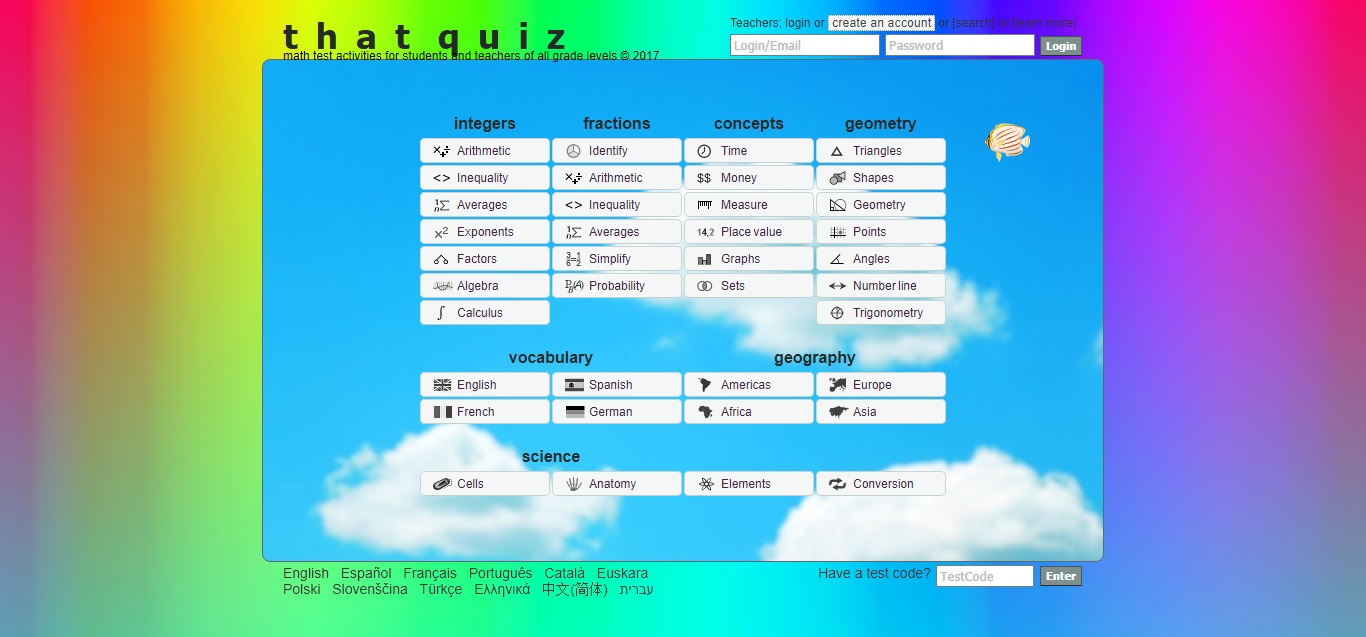 t h a t q u i z
math test activities for students and teachers of all grade levels © 2017
Teachers: login or create an account or [search] or [learn more]
Login/Email Password Login
integers fractions concepts geometry
Arithmetic Identify Time Triangles
Inequality Arithmetic $$ Money Shapes
Averages Inequality Measure Geometry
Exponents Averages 14,2 Place value Points
Factors Simplify Graphs Angles
Algebra Probability Sets Number line
Calculus Trigonometry
vocabulary geography
English Spanish Americas Europe
French German Africa Asia
science
Cells Anatomy Elements Conversion
English Español Français Português Català Euskara
Polski Slovenščina Türkçe Ελληνικά 中文(简体) עברית
Have a test code? TestCode Enter